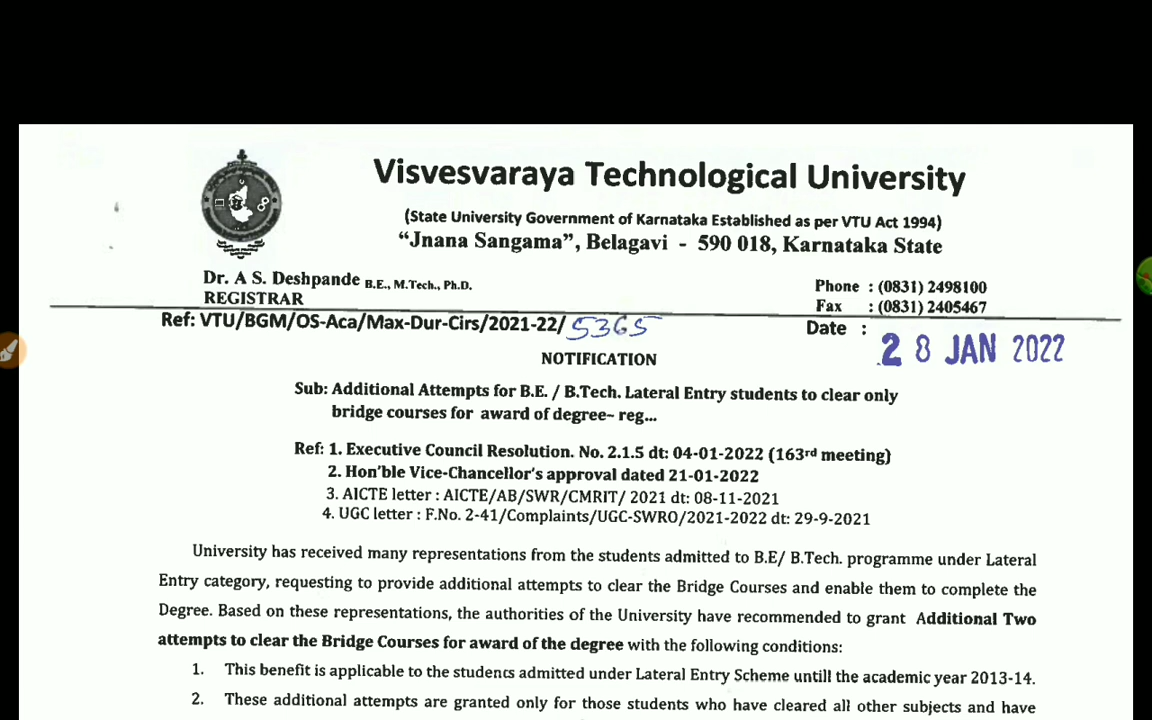 Visvesvaraya Technological University
(State University Government of Karnataka Established as per VTU Act 1994)
“Jnana Sangama”, Belagavi - 590 018, Karnataka State
Dr. A S. Deshpande B.E., M.Tech., Ph.D.
REGISTRAR
Phone : (0831) 2498100
Fax : (0831) 2405467
Ref: VTU/BGM/OS-Aca/Max-Dur-Cirs/2021-22/ 5365
Date :
28 JAN 2022
NOTIFICATION
Sub: Additional Attempts for B.E. / B.Tech. Lateral Entry students to clear only
bridge courses for award of degree– reg...
Ref: 1. Executive Council Resolution. No. 2.1.5 dt: 04-01-2022 (163rd meeting)
2. Hon’ble Vice-Chancellor’s approval dated 21-01-2022
3. AICTE letter : AICTE/AB/SWR/CMRIT/ 2021 dt: 08-11-2021
4. UGC letter : F.No. 2-41/Complaints/UGC-SWRO/2021-2022 dt: 29-9-2021
University has received many representations from the students admitted to B.E/ B.Tech. programme under Lateral
Entry category, requesting to provide additional attempts to clear the Bridge Courses and enable them to complete the
Degree. Based on these representations, the authorities of the University have recommended to grant Additional Two
attempts to clear the Bridge Courses for award of the degree with the following conditions:
1. This benefit is applicable to the students admitted under Lateral Entry Scheme untill the academic year 2013-14.
2. These additional attempts are granted only for those students who have cleared all other subjects and have